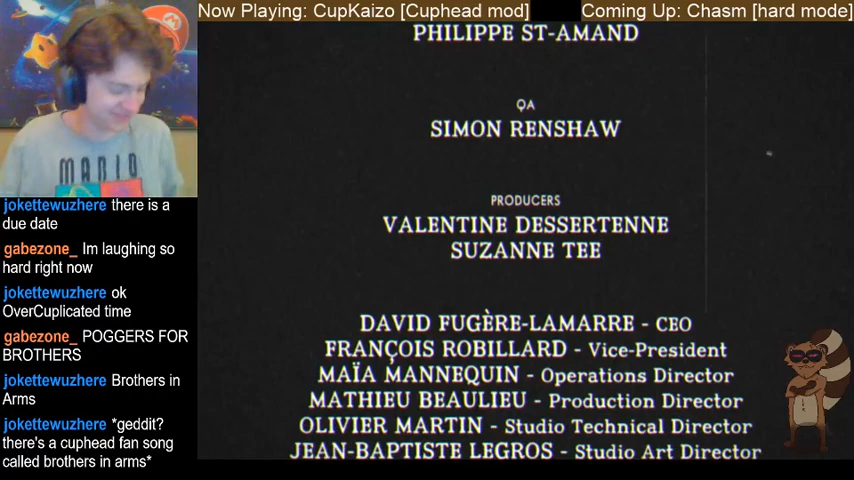 Now Playing: CupKaizo [Cuphead mod]
Coming Up: Chasm [hard mode]
PHILIPPE ST-AMAND
QA
SIMON RENSHAW
PRODUCERS
VALENTINE DESSERTENNE
SUZANNE TEE
DAVID FUGÈRE-LAMARRE - CEO
FRANÇOIS ROBILLARD - Vice-President
MAÏA MANNEQUIN - Operations Director
MATHIEU BEAULIEU - Production Director
OLIVIER MARTIN - Studio Technical Director
JEAN-BAPTISTE LEGROS - Studio Art Director
MARIO
jokettewuzhere there is a
due date
gabezone_ Im laughing so
hard right now
jokettewuzhere ok
OverCuplicated time
gabezone_ POGGERS FOR
BROTHERS
jokettewuzhere Brothers in
Arms
jokettewuzhere *geddit?
there's a cuphead fan song
called brothers in arms*